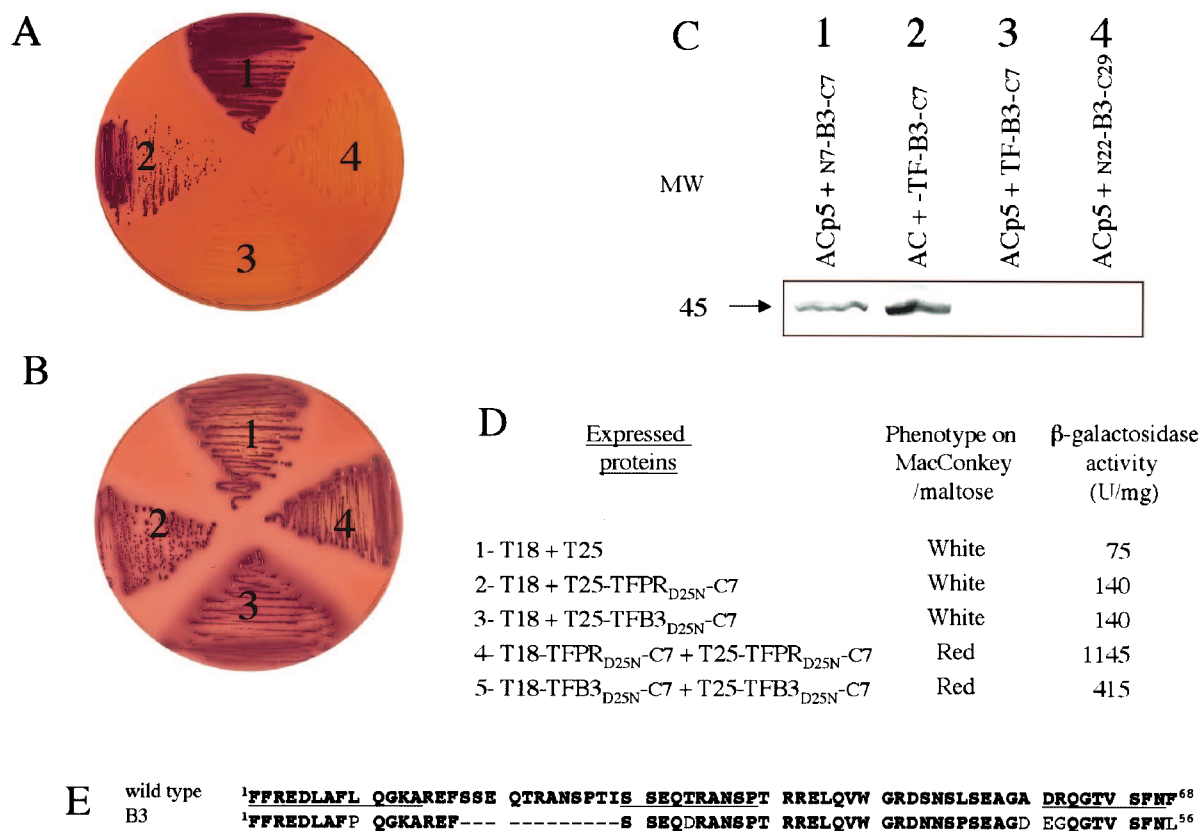 A
1
2
3
4
B
1
2
3
4
C
1 2 3 4
ACp5 + N7-B3-C7
AC + -TF-B3-C7
ACp5 + TF-B3-C7
ACp5 + N22-B3-C29
MW
45
D
Expressed proteins
Phenotype on MacConkey /maltose
β-galactosidase activity (U/mg)
1- T18 + T25 White 75
2- T18 + T25-TFPRD25N-C7 White 140
3- T18 + T25-TFB3D25N-C7 White 140
4- T18-TFPRD25N-C7 + T25-TFPRD25N-C7 Red 1145
5- T18-TFB3D25N-C7 + T25-TFB3D25N-C7 Red 415
E
wild type 1FFREDLAFL QGKAREFSSE QTRANSPTIS SEQTRANSPT RRELQVW GRDSNSLSEAGA DRQGTVSFNF68
B3 1FFREDLAFP QGKAREF--- ----------S SEQDRANSPT RRELQVW GRDNNSPSEAGD EGQGTV SFNL56